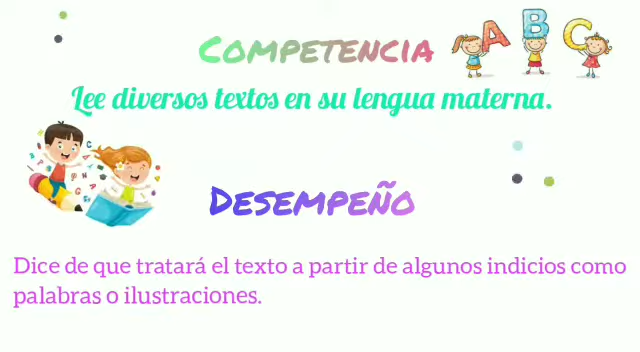 COMPETENCIA
ABC
Lee diversos textos en su lengua materna.
DESEMPEÑO
Dice de que tratará el texto a partir de algunos indicios como
palabras o ilustraciones.